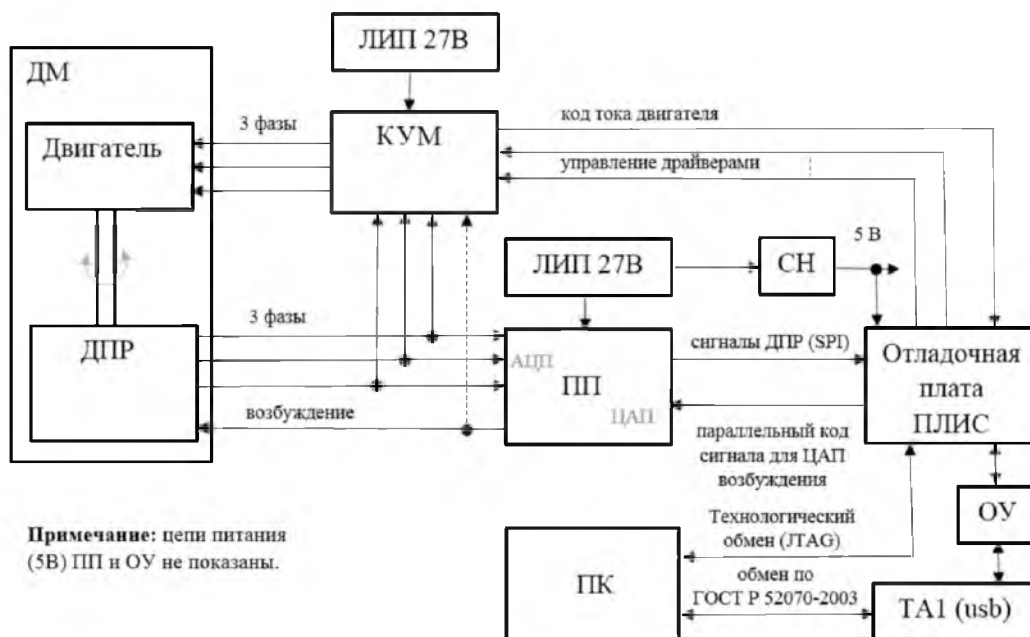 ЛИП 27В
ДМ
Двигатель
3 фазы
КУМ
код тока двигателя
управление драйверами
ЛИП 27В
СН
5 В
ДПР
3 фазы
АЦП
ПП
ЦАП
возбуждение
сигналы ДПР (SPI)
Отладочная
плата
ПЛИС
параллельный код
сигнала для ЦАП
возбуждения
ОУ
Примечание: цепи питания
(5В) ПП и ОУ не показаны.
Технологический
обмен (JTAG)
ПК
обмен по
ГОСТ Р 52070-2003
ТА1 (usb)